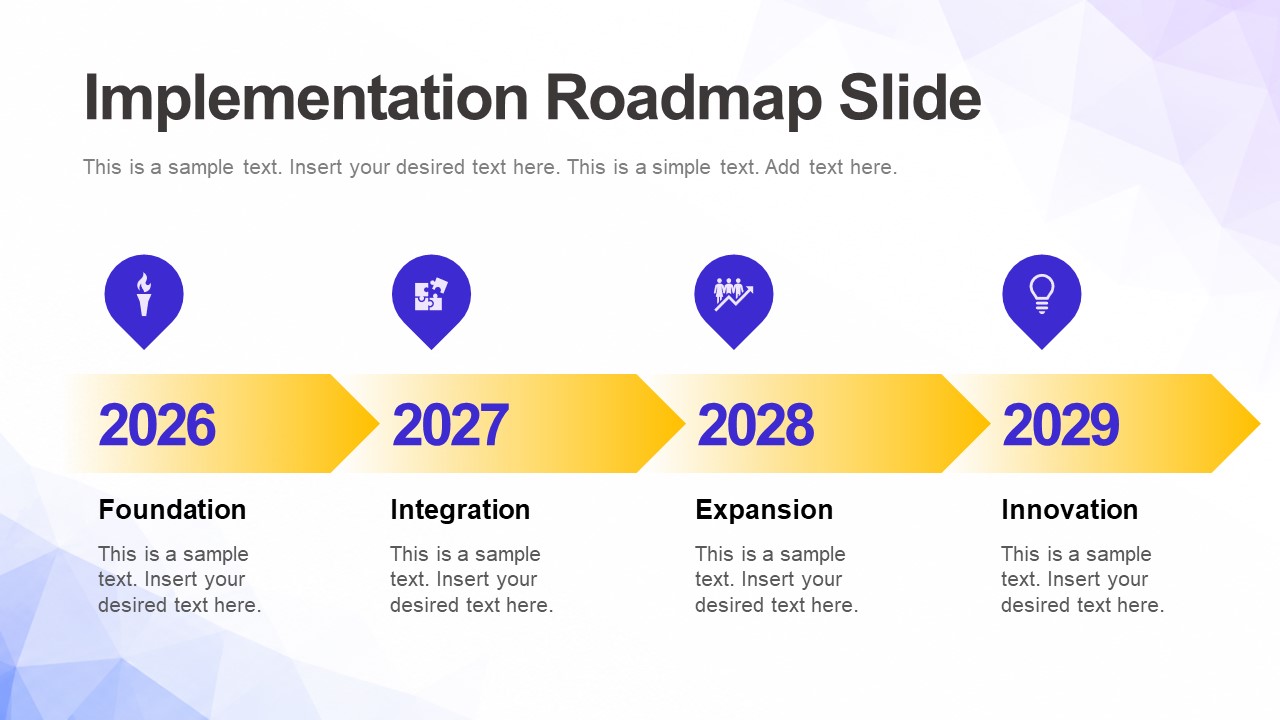 Implementation Roadmap Slide
This is a sample text. Insert your desired text here. This is a simple text. Add text here.
2026
2027
2028
2029
Foundation
This is a sample
text. Insert your
desired text here.
Integration
This is a sample
text. Insert your
desired text here.
Expansion
This is a sample
text. Insert your
desired text here.
Innovation
This is a sample
text. Insert your
desired text here.